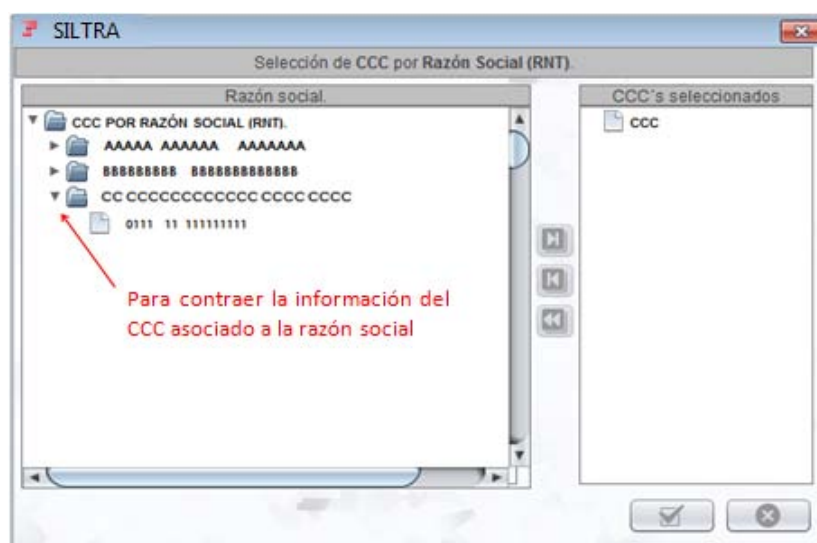 SILTRA
Selección de CCC por Razón Social (RNT).
Razón social.
CCC POR RAZÓN SOCIAL (RNT).
AAAAA AAAAAA AAAAAAA
BBBBBBBBB BBBBBBBBBBBBB
CC CCCCCCCCCCCCC CCCC CCCC
0111 11 111111111
Para contraer la información del
CCC asociado a la razón social
CCC´s seleccionados
CCC